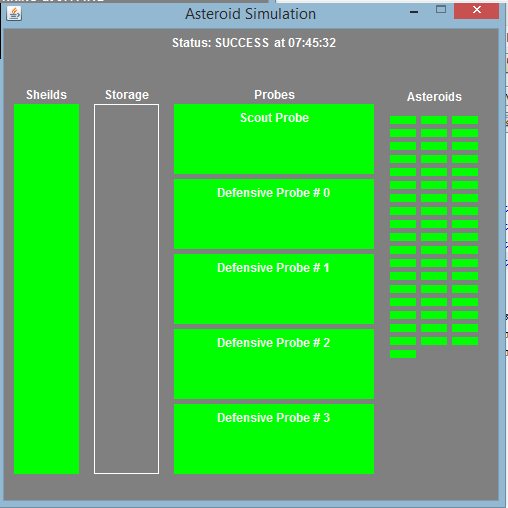 Asteroid Simulation
Status: SUCCESS at 07:45:32
Sheilds
Storage
Probes
Asteroids
Scout Probe
Defensive Probe # 0
Defensive Probe # 1
Defensive Probe # 2
Defensive Probe # 3